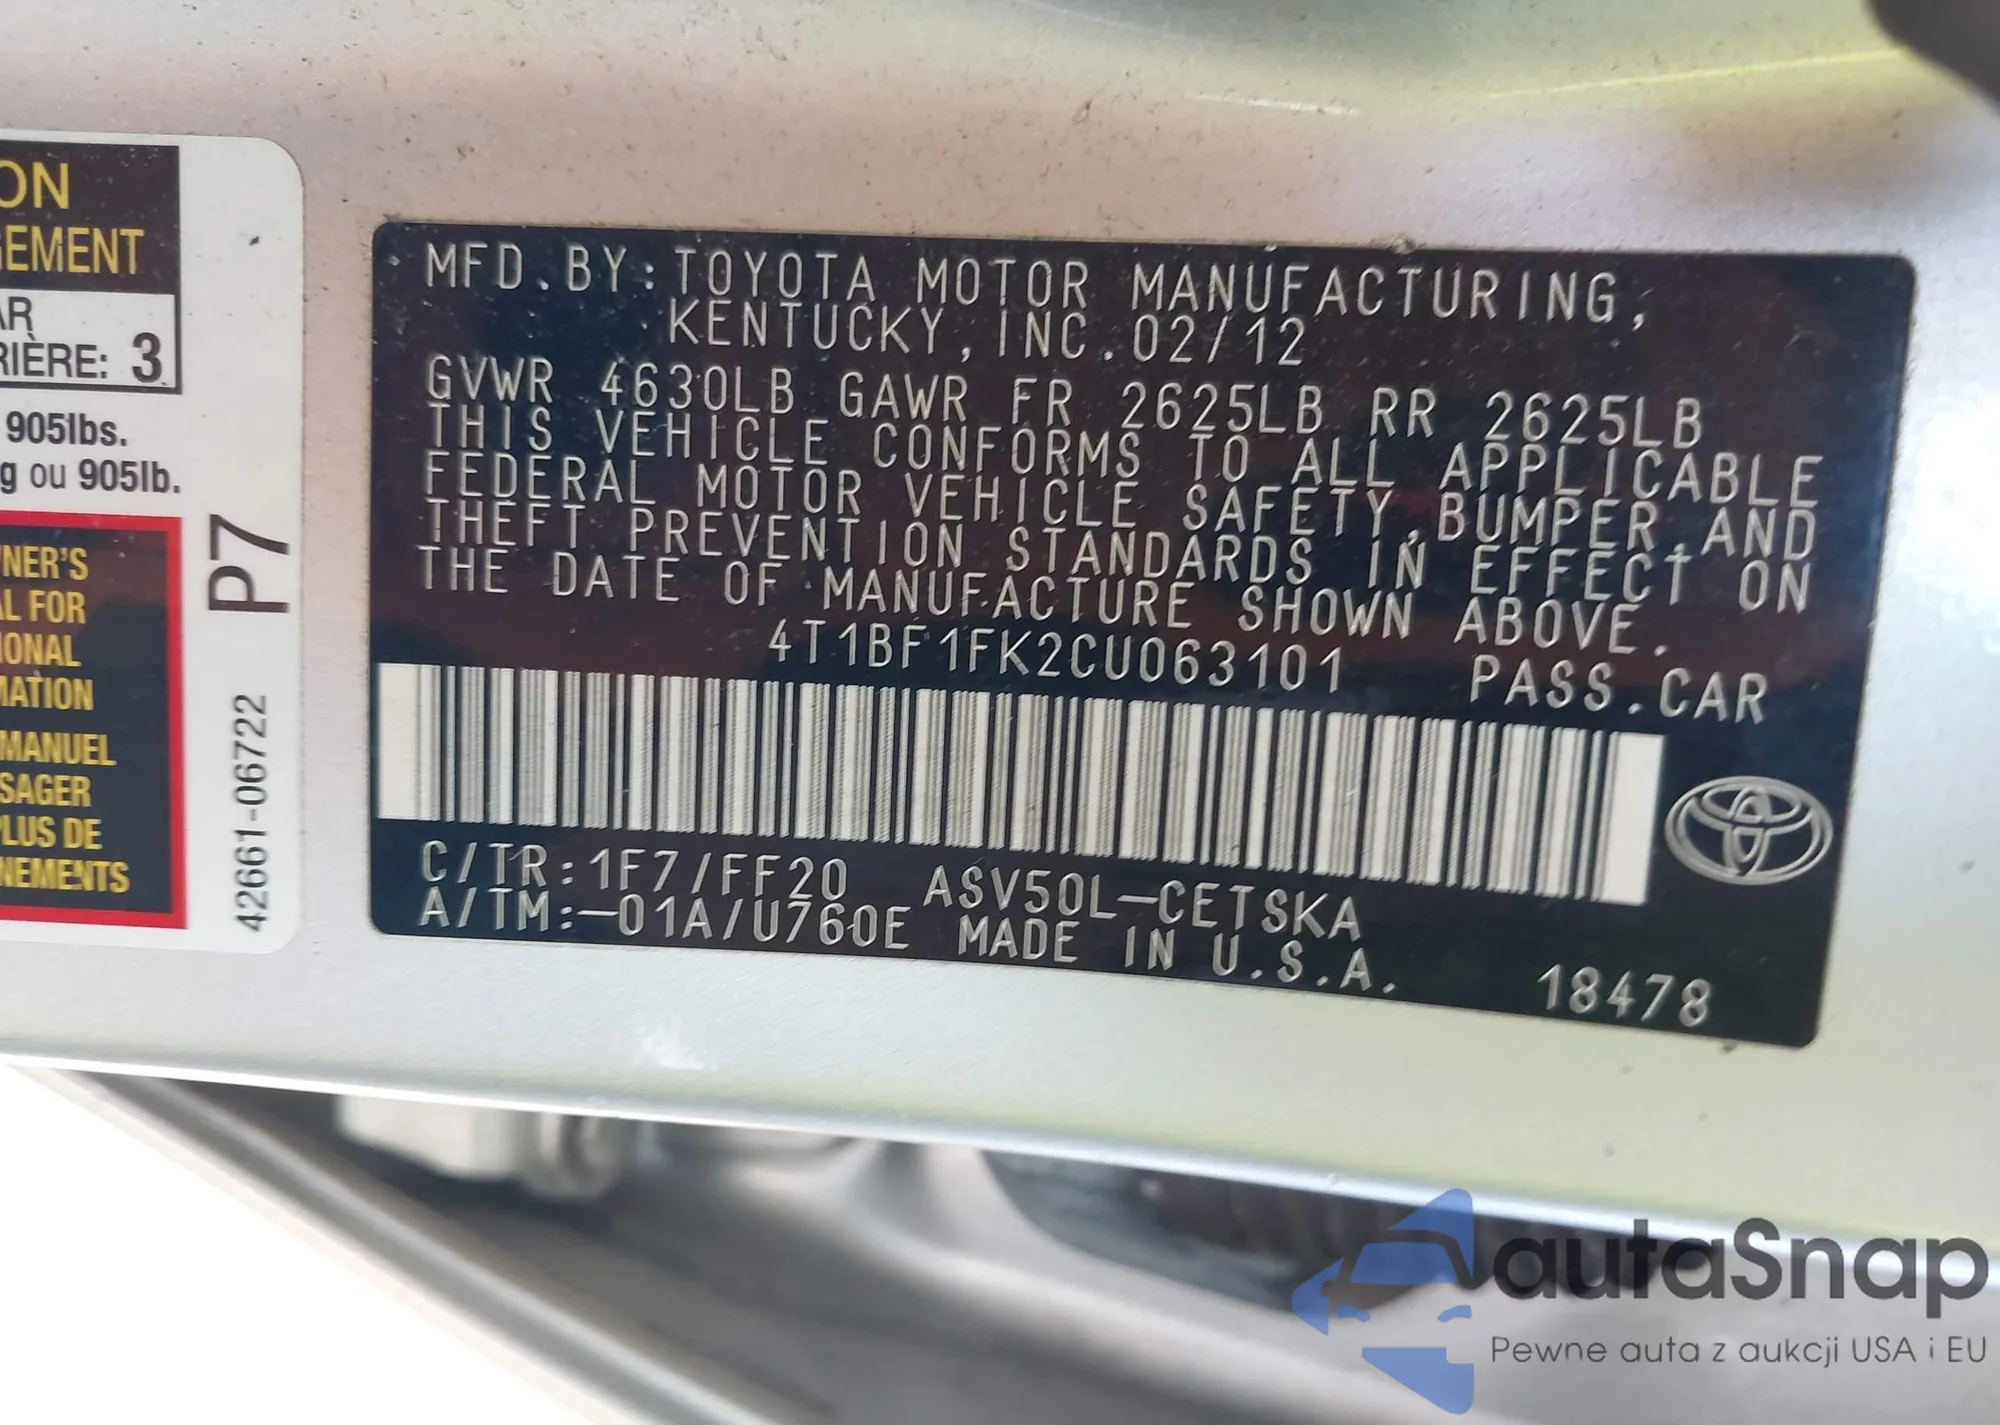 ON
GEMENT
AR
RIÈRE: 3
905lbs.
g ou 905lb.
NER'S
AL FOR
IONAL
MATION
MANUEL
SAGER
PLUS DE
NEMENTS
P7
42661-06722
MFD.BY:TOYOTA MOTOR MANUFACTURING,
KENTUCKY,INC.02/12
GVWR 4630LB GAWR FR 2625LB RR 2625LB
THIS VEHICLE CONFORMS TO ALL APPLICABLE
FEDERAL MOTOR VEHICLE SAFETY,BUMPER,AND
THEFT PREVENTION STANDARDS IN EFFECT ON
THE DATE OF MANUFACTURE SHOWN ABOVE.
4T1BF1FK2CU063101 PASS.CAR
C/TR:1F7/FF20 ASV50L-CETSKA
A/TM:-01A/U760E MADE IN U.S.A. 18478
autaSnap
Pewne auta z aukcji USA i EU